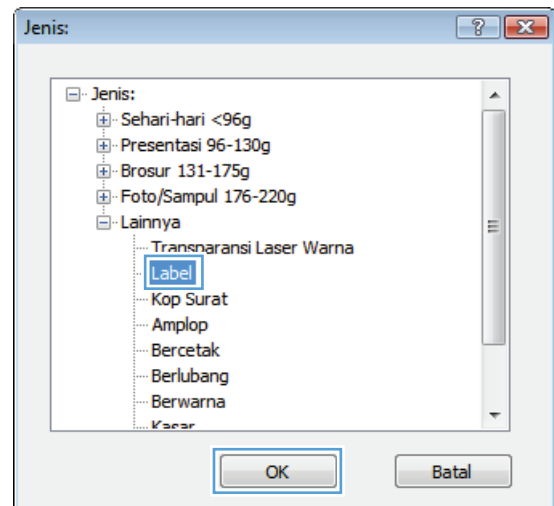 Jenis:
Jenis:
Sehari-hari <96g
Presentasi 96-130g
Brosur 131-175g
Foto/Sampul 176-220g
Lainnya
Transparansi Laser Warna
Label
Kop Surat
Amplop
Bercetak
Berlubang
Berwarna
Kasar
OK Batal